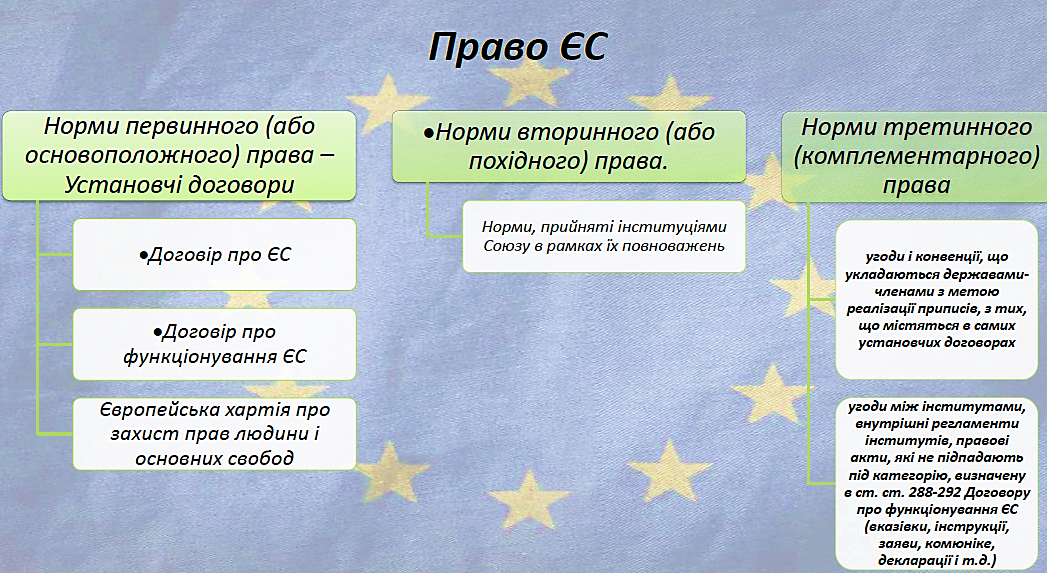 Право ЄС
Норми первинного (або
основоположного) права –
Установчі договори
•Договір про ЄС
•Договір про
функціонування ЄС
Європейська хартія про
захист прав людини і
основних свобод
•Норми вторинного (або
похідного) права.
Норми, прийняті інституціями
Союзу в рамках їх повноважень
Норми третинного
(комплементарного)
права
угоди і конвенції, що
укладаються державами-
членами з метою
реалізації приписів, з тих,
що містяться в самих
установчих договорах
угоди між інститутами,
внутрішні регламенти
інститутів, правові
акти, які не підпадають
під категорію, визначену
в ст. ст. 288-292 Договору
про функціонування ЄС
(вказівки, інструкції,
заяви, комюніке,
декларації і т.д.)